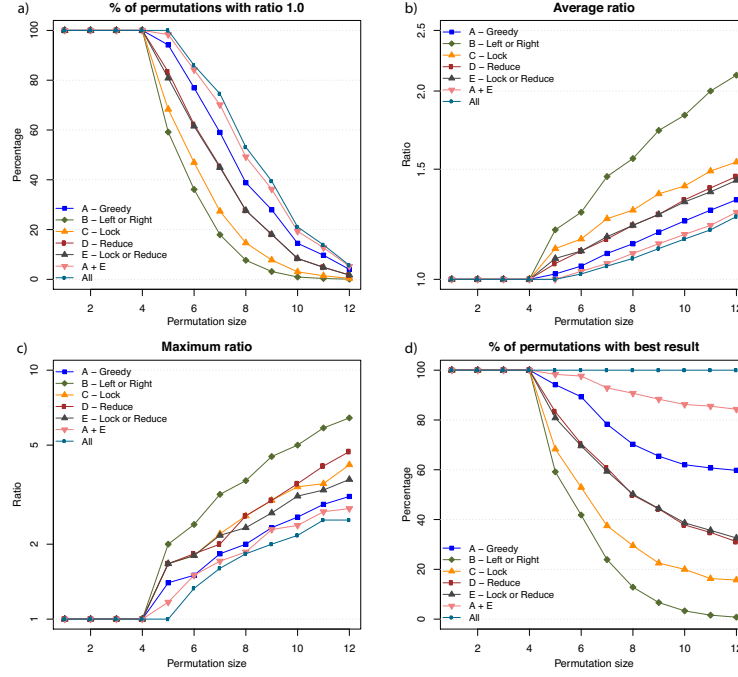 a)
% of permutations with ratio 1.0
Percentage
0
20
40
60
80
100
A – Greedy
B – Left or Right
C – Lock
D – Reduce
E – Lock or Reduce
A + E
All
2
4
6
8
10
12
Permutation size
b)
Average ratio
Ratio
1.0
1.5
2.0
2.5
A – Greedy
B – Left or Right
C – Lock
D – Reduce
E – Lock or Reduce
A + E
All
2
4
6
8
10
12
Permutation size
c)
Maximum ratio
Ratio
1
2
5
10
A – Greedy
B – Left or Right
C – Lock
D – Reduce
E – Lock or Reduce
A + E
All
2
4
6
8
10
12
Permutation size
d)
% of permutations with best result
Percentage
0
20
40
60
80
100
A – Greedy
B – Left or Right
C – Lock
D – Reduce
E – Lock or Reduce
A + E
All
2
4
6
8
10
12
Permutation size